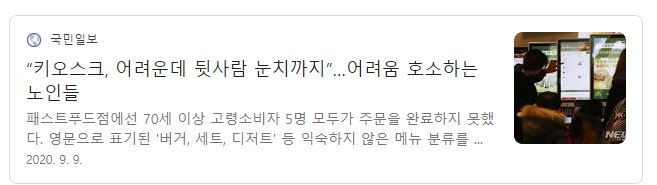 국민일보
"키오스크, 어려운데 뒷사람 눈치까지"...어려움 호소하는
노인들
패스트푸드점에선 70세 이상 고령소비자 5명 모두가 주문을 완료하지 못했
다. 영문으로 표기된 '버거, 세트, 디저트' 등 익숙하지 않은 메뉴 분류를 ...
2020. 9. 9.